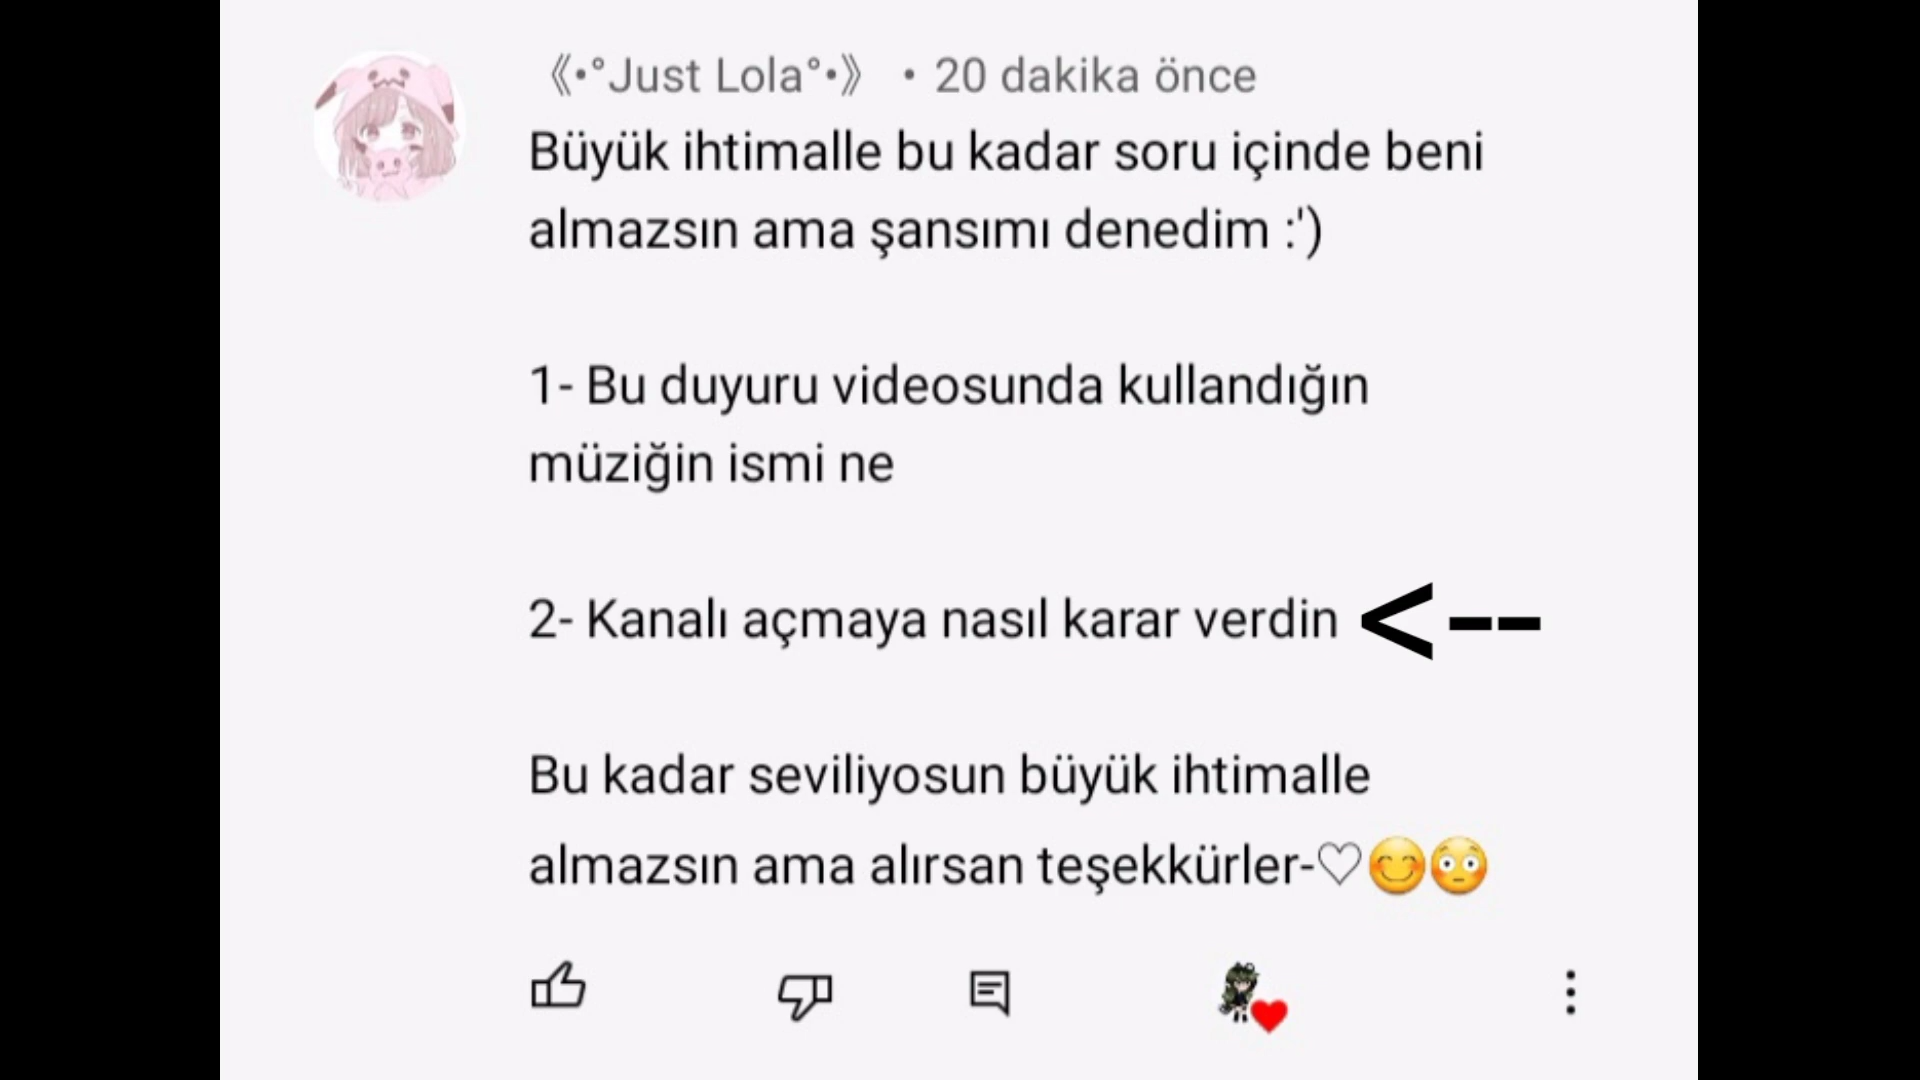 《•°Just Lola°•》 • 20 dakika önce
Büyük ihtimalle bu kadar soru içinde beni
almazsın ama şansımı denedim :')
1- Bu duyuru videosunda kullandığın
müziğin ismi ne
2- Kanalı açmaya nasıl karar verdin <--
Bu kadar seviliyosun büyük ihtimalle
almazsın ama alırsan teşekkürler-♡😊😳